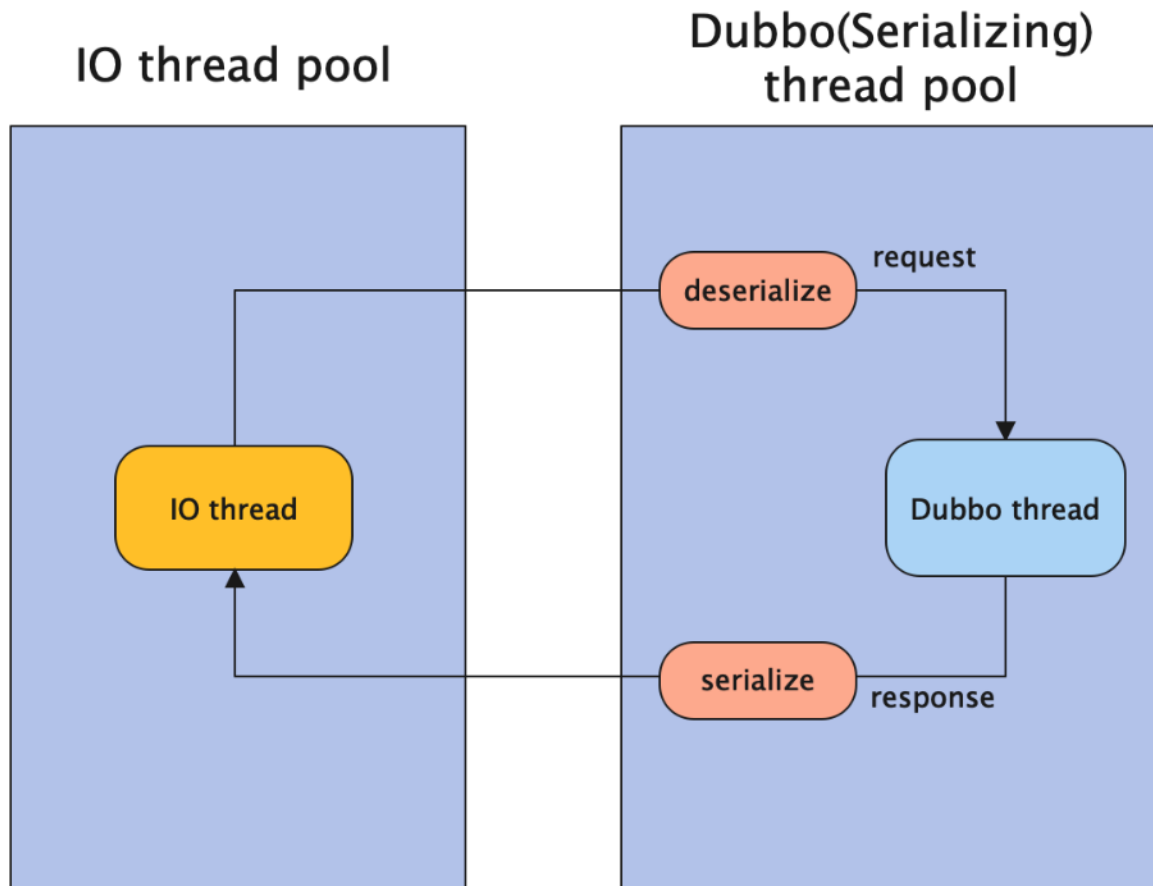 IO thread pool
Dubbo(Serializing)
thread pool
deserialize
request
IO thread
Dubbo thread
serialize
response